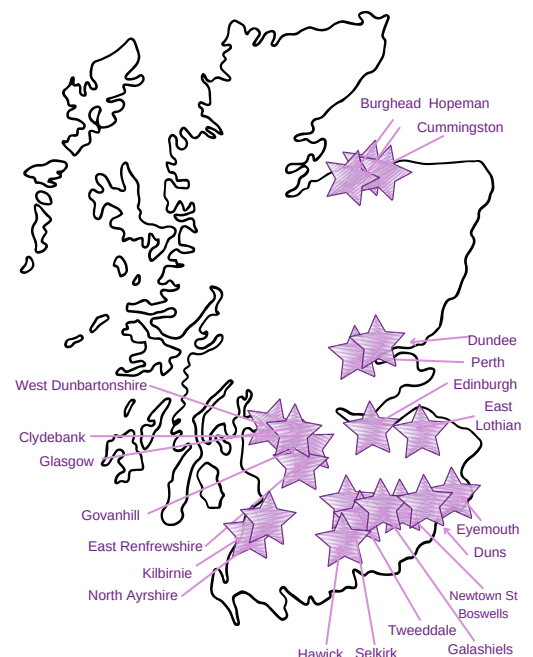 Burghead Hopeman
Cummingston
Dundee
Perth
West Dunbartonshire
Edinburgh
East
Lothian
Clydebank
Glasgow
Govanhill
Eyemouth
East Renfrewshire
Duns
Kilbirnie
North Ayrshire
Newtown St
Boswells
Tweeddale
Galashiels
Hawick
Selkirk